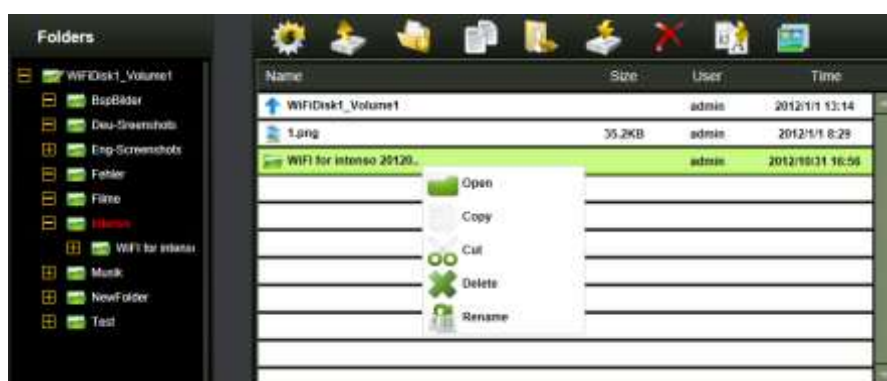 Folders
Name Size User Time
WiFiDisk1_Volume1
BspBilder
Deu-Sreenshots
Eng-Screenshots
Fehler
Filme
Intenso
WiFi for intenso
Musik
NewFolder
Test
WiFiDisk1_Volume1 admin 2012/1/1 13:14
1.png 35.2KB admin 2012/1/1 8:29
WiFi for intenso 20120.. admin 2012/10/31 16:56
Open
Copy
Cut
Delete
Rename